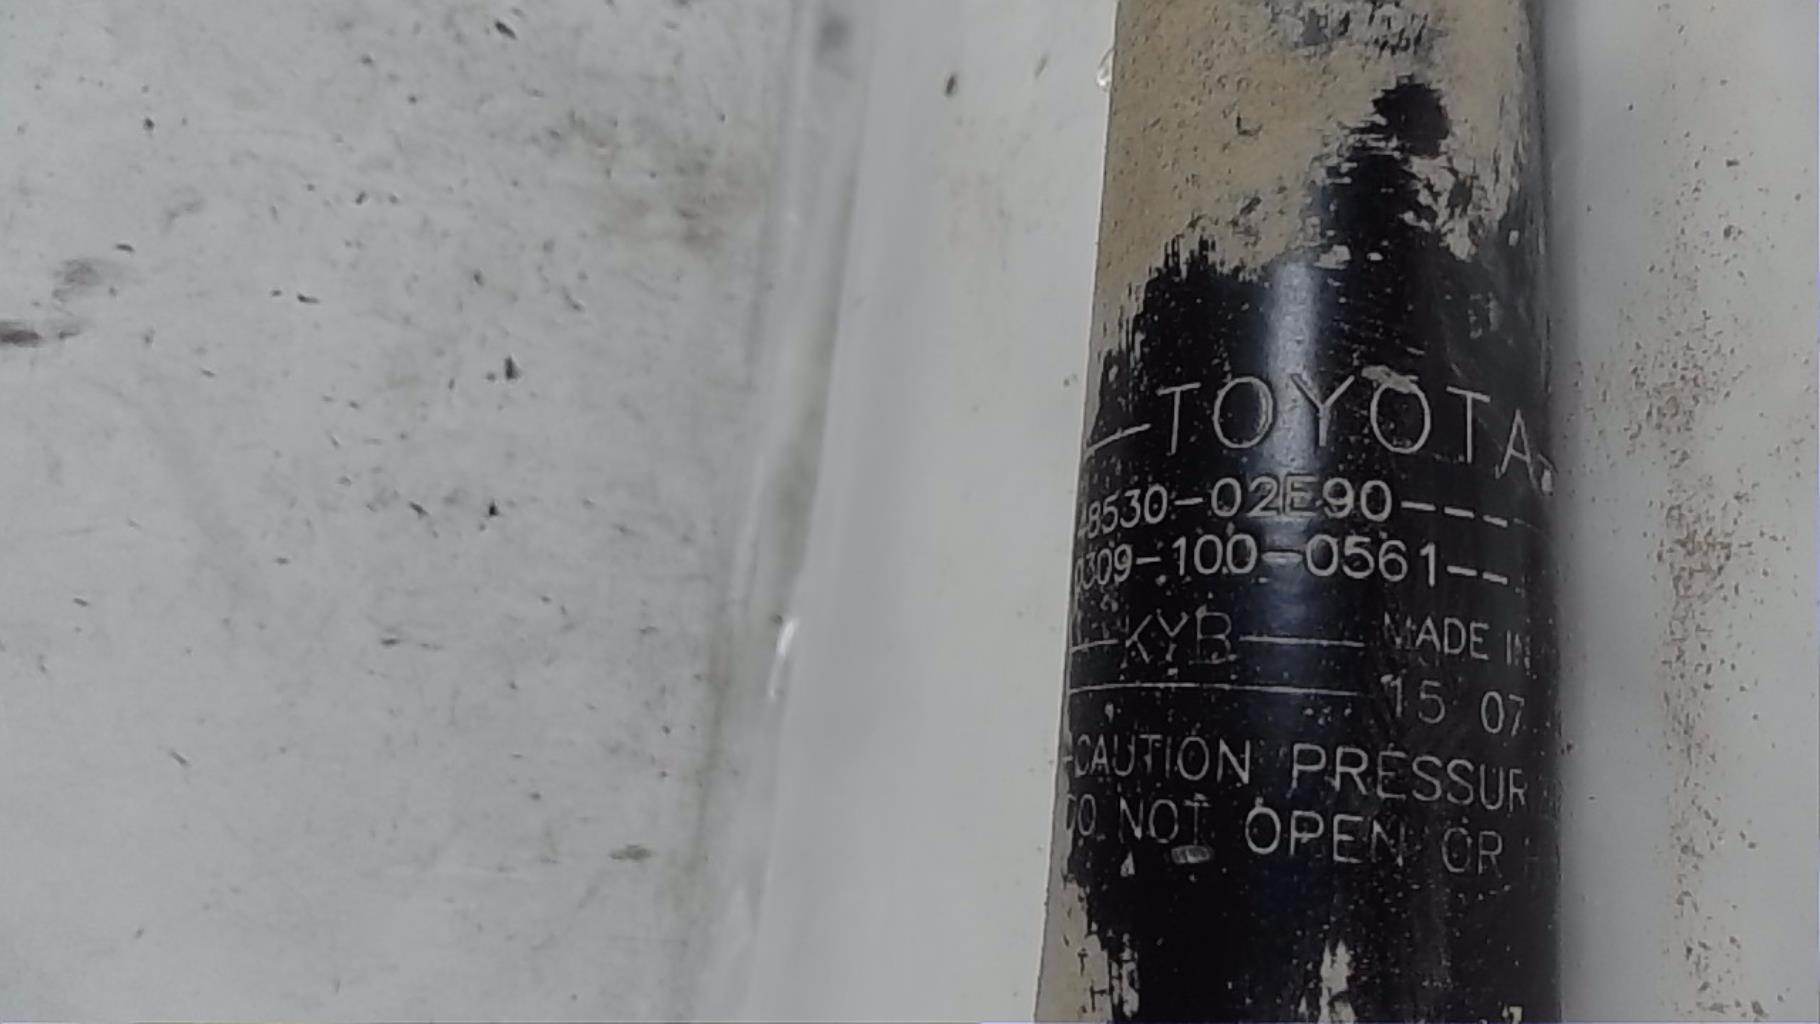 —TOYOTA-
48530-02E90----
0309-100-0561--
—KYB—— MADE IN
15 07
CAUTION PRESSUR
DO NOT OPEN OR